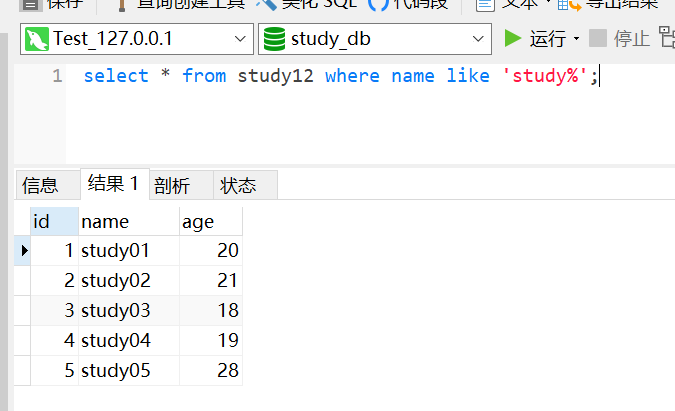 保存 查询创建工具 美化 SQL 代码段 文本 导出结果
Test_127.0.0.1 study_db 运行 停止
1 select * from study12 where name like 'study%';
信息 结果 1 剖析 状态
id name age
1 study01 20
2 study02 21
3 study03 18
4 study04 19
5 study05 28